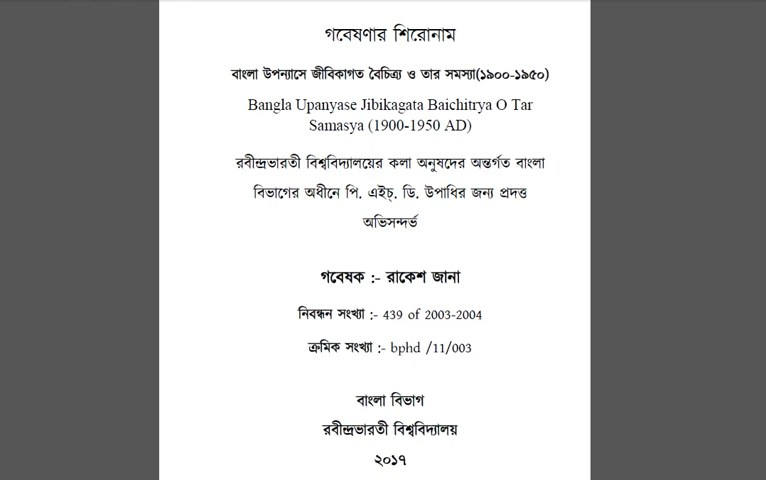 গবেষণার শিরোনাম
বাংলা উপন্যাসে জীবিকাগত বৈচিত্র্য ও তার সমস্যা(১৯০০-১৯৫০)
Bangla Upanyase Jibikagata Baichitrya O Tar
Samasya (1900-1950 AD)
রবীন্দ্রভারতী বিশ্ববিদ্যালয়ের কলা অনুষদের অন্তর্গত বাংলা
বিভাগের অধীনে পি. এইচ্. ডি. উপাধির জন্য প্রদত্ত
অভিসন্দর্ভ
গবেষক :- রাকেশ জানা
নিবন্ধন সংখ্যা :- 439 of 2003-2004
ক্রমিক সংখ্যা :- bphd /11/003
বাংলা বিভাগ
রবীন্দ্রভারতী বিশ্ববিদ্যালয়
২০১৭